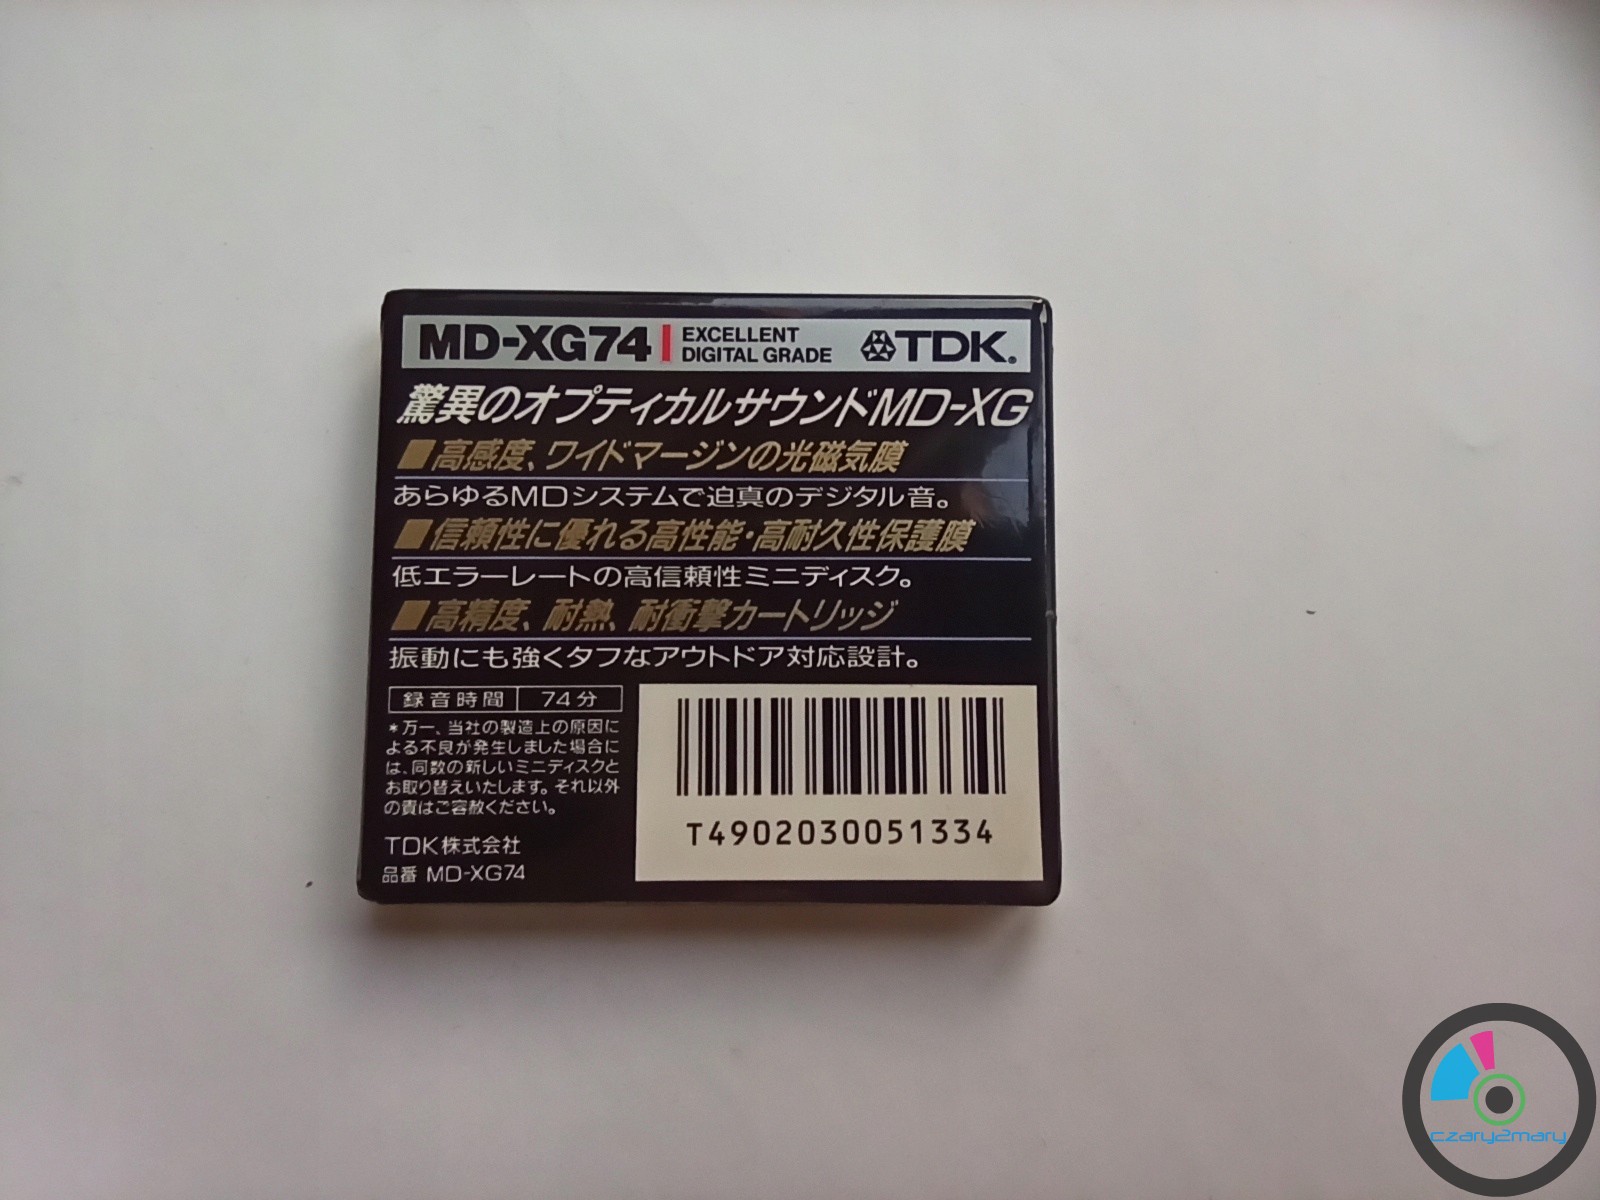 MD-XG74 EXCELLENT DIGITAL GRADE TDK.
驚異のオプティカルサウンドMD-XG
■高感度、ワイドマージンの光磁気膜
あらゆるMDシステムで迫真のデジタル音。
■信頼性に優れる高性能・高耐久性保護膜
低エラーレートの高信頼性ミニディスク。
■高精度、耐熱、耐衝撃カートリッジ
振動にも強くタフなアウトドア対応設計。
録音時間 74分
*万一、当社の製造上の原因に
よる不良が発生しました場合に
は、同数の新しいミニディスクと
お取り替えいたします。それ以外
の責はご容赦ください。
TDK株式会社
品番 MD-XG74
T4902030051334
czary2mary